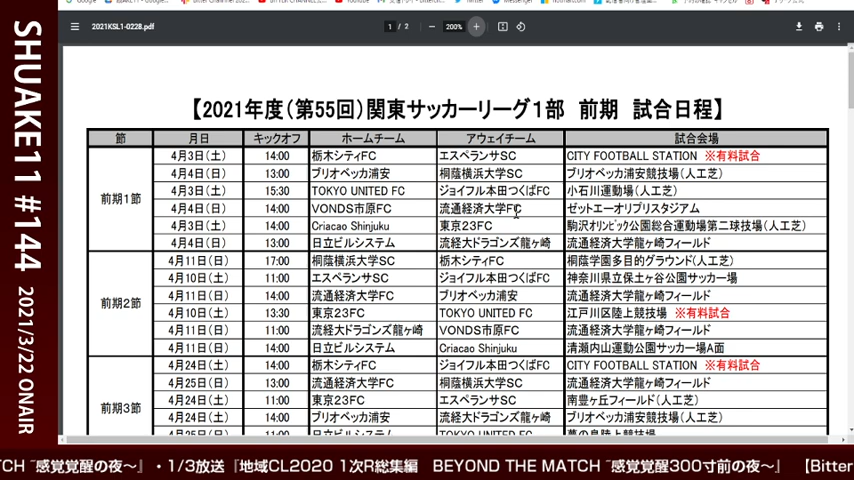 SHUAKE11 #144 2021/3/22 ONAIR
2021KSL1-0228.pdf
1 / 2
200%
【2021年度(第55回)関東サッカーリーグ1部 前期 試合日程】
節 月日 キックオフ ホームチーム アウェイチーム 試合会場
前期1節
4月3日(土) 14:00 栃木シティFC エスペランサSC CITY FOOTBALL STATION ※有料試合
4月4日(日) 13:00 ブリオベッカ浦安 桐蔭横浜大学SC ブリオベッカ浦安競技場(人工芝)
4月3日(土) 15:30 TOKYO UNITED FC ジョイフル本田つくばFC 小石川運動場(人工芝)
4月4日(日) 14:00 VONDS市原FC 流通経済大学FC ゼットエーオリプリスタジアム
4月3日(土) 14:00 Criacao Shinjuku 東京23FC 駒沢オリンピック公園総合運動場第二球技場(人工芝)
4月4日(日) 13:00 日立ビルシステム 流経大ドラゴンズ龍ヶ崎 流通経済大学龍ヶ崎フィールド
前期2節
4月11日(日) 17:00 桐蔭横浜大学SC 栃木シティFC 桐蔭学園多目的グラウンド(人工芝)
4月10日(土) 11:00 エスペランサSC ジョイフル本田つくばFC 神奈川県立保土ヶ谷公園サッカー場
4月11日(日) 14:00 流通経済大学FC ブリオベッカ浦安 流通経済大学龍ヶ崎フィールド
4月10日(土) 13:30 東京23FC TOKYO UNITED FC 江戸川区陸上競技場 ※有料試合
4月11日(日) 11:00 流経大ドラゴンズ龍ヶ崎 VONDS市原FC 流通経済大学龍ヶ崎フィールド
4月11日(日) 14:00 日立ビルシステム Criacao Shinjuku 清瀬内山運動公園サッカー場A面
前期3節
4月24日(土) 14:00 栃木シティFC ジョイフル本田つくばFC CITY FOOTBALL STATION ※有料試合
4月25日(日) 13:00 流通経済大学FC 桐蔭横浜大学SC 流通経済大学龍ヶ崎フィールド
4月24日(土) 11:00 東京23FC エスペランサSC 南豊ヶ丘フィールド(人工芝)
4月24日(土) 14:00 ブリオベッカ浦安 流経大ドラゴンズ龍ヶ崎 ブリオベッカ浦安競技場(人工芝)
4月25日(日) 11:00 日立ビルシステム TOKYO UNITED FC 夢の島陸上競技場
TCH ~感覚覚醒の夜~』・1/3放送『地域CL2020 1次R総集編 BEYOND THE MATCH ~感覚覚醒300寸前の夜~』 【Bitter